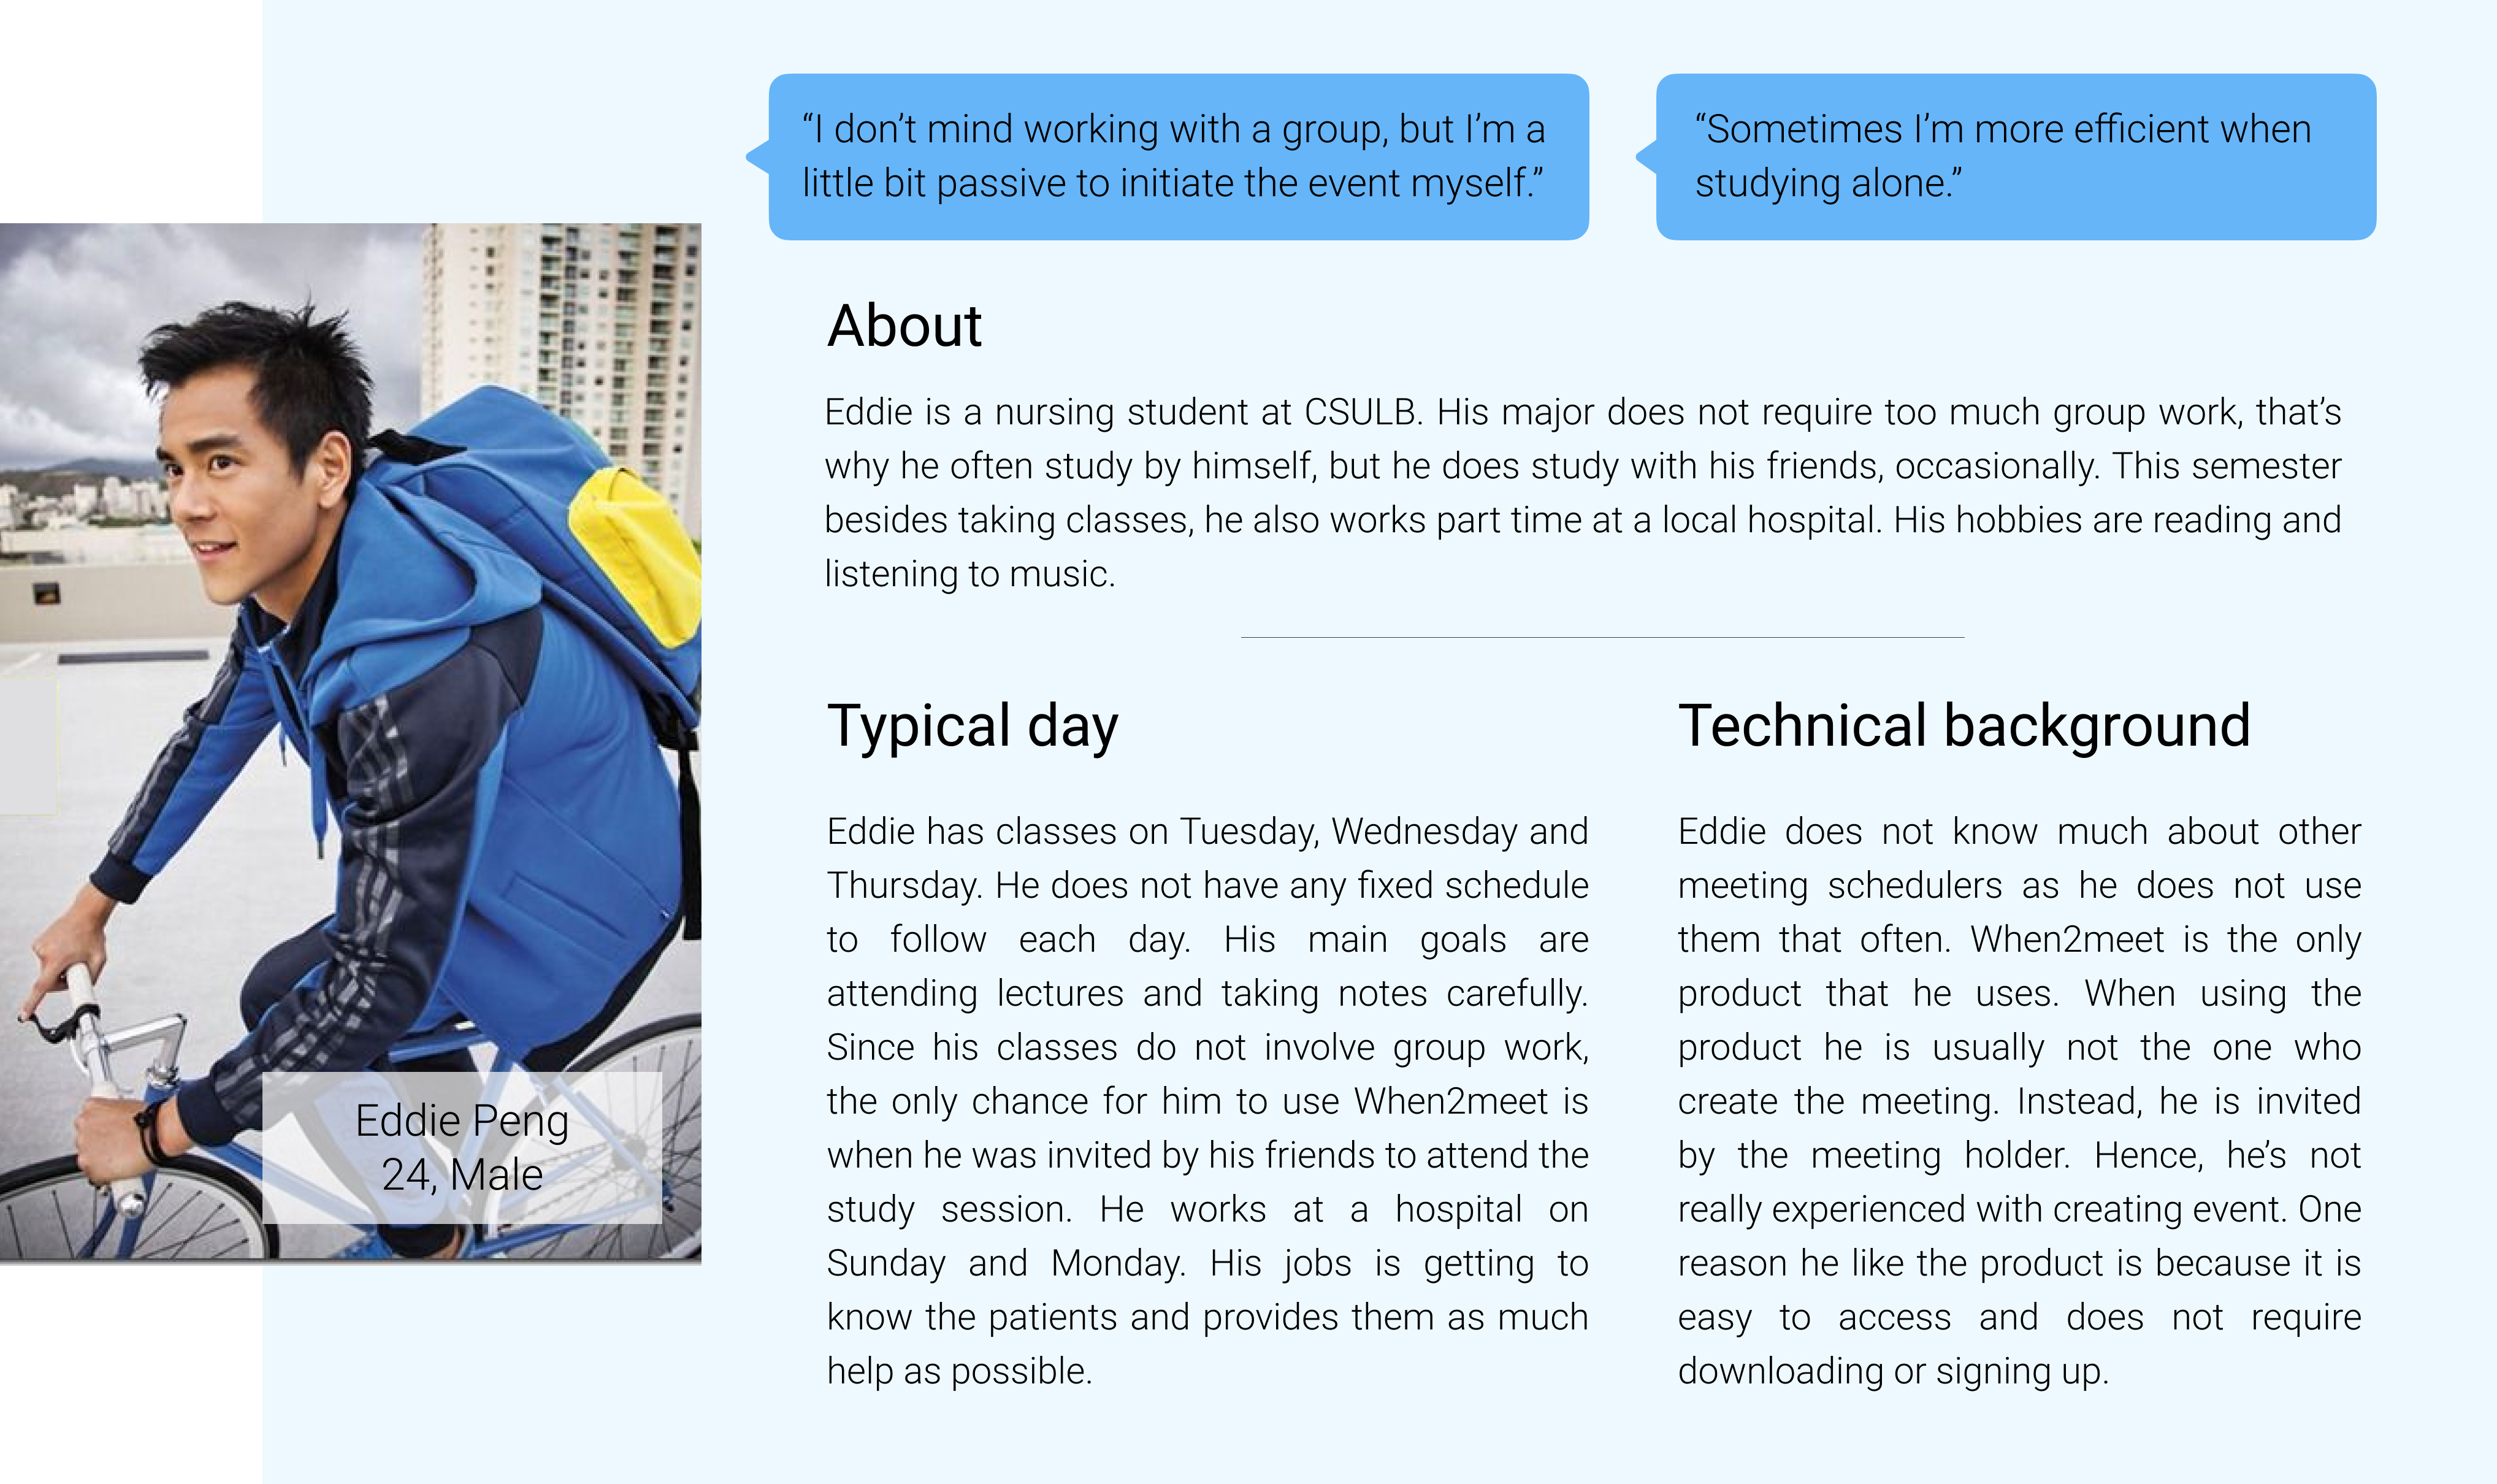 “I don’t mind working with a group, but I’m a
little bit passive to initiate the event myself.”
“Sometimes I’m more efficient when
studying alone.”
About
Eddie is a nursing student at CSULB. His major does not require too much group work, that’s
why he often study by himself, but he does study with his friends, occasionally. This semester
besides taking classes, he also works part time at a local hospital. His hobbies are reading and
listening to music.
Eddie Peng
24, Male
Typical day
Eddie has classes on Tuesday, Wednesday and
Thursday. He does not have any fixed schedule
to follow each day. His main goals are
attending lectures and taking notes carefully.
Since his classes do not involve group work,
the only chance for him to use When2meet is
when he was invited by his friends to attend the
study session. He works at a hospital on
Sunday and Monday. His jobs is getting to
know the patients and provides them as much
help as possible.
Technical background
Eddie does not know much about other
meeting schedulers as he does not use
them that often. When2meet is the only
product that he uses. When using the
product he is usually not the one who
create the meeting. Instead, he is invited
by the meeting holder. Hence, he’s not
really experienced with creating event. One
reason he like the product is because it is
easy to access and does not require
downloading or signing up.